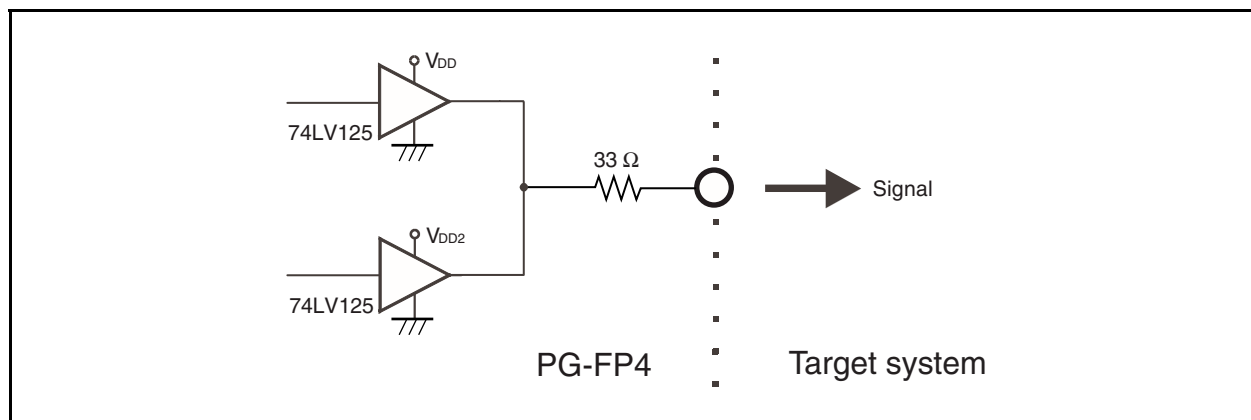 VDD
74LV125
33 Ω
Signal
VDD2
74LV125
PG-FP4
Target system